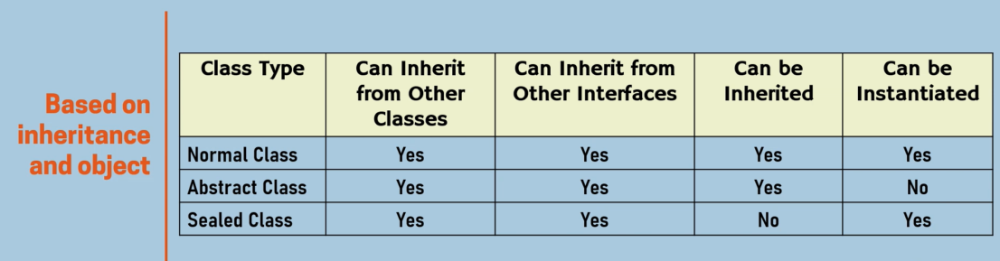 Based on
inheritance
and object
Class Type Can Inherit Can Inherit from Can be Can be
from Other Other Interfaces Inherited Instantiated
Classes
Normal Class Yes Yes Yes Yes
Abstract Class Yes Yes Yes No
Sealed Class Yes Yes No Yes